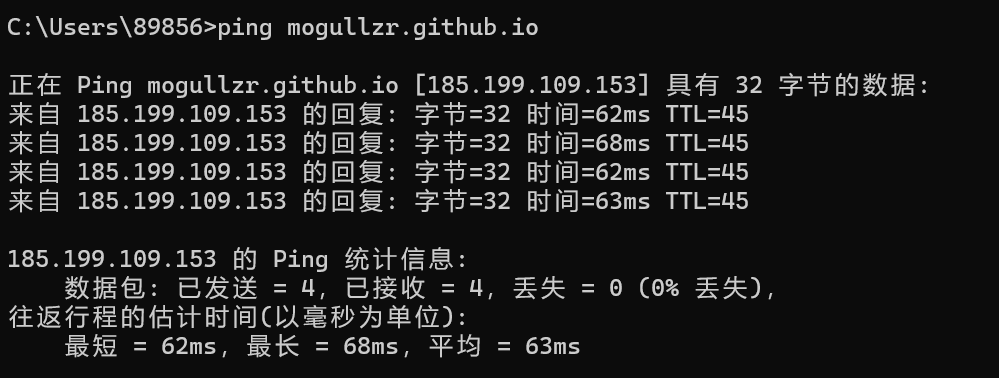 C:\Users\89856>ping mogullzr.github.io
正在 Ping mogullzr.github.io [185.199.109.153] 具有 32 字节的数据:
来自 185.199.109.153 的回复: 字节=32 时间=62ms TTL=45
来自 185.199.109.153 的回复: 字节=32 时间=68ms TTL=45
来自 185.199.109.153 的回复: 字节=32 时间=62ms TTL=45
来自 185.199.109.153 的回复: 字节=32 时间=63ms TTL=45
185.199.109.153 的 Ping 统计信息:
    数据包: 已发送 = 4，已接收 = 4，丢失 = 0 (0% 丢失)，
往返行程的估计时间(以毫秒为单位):
    最短 = 62ms，最长 = 68ms，平均 = 63ms